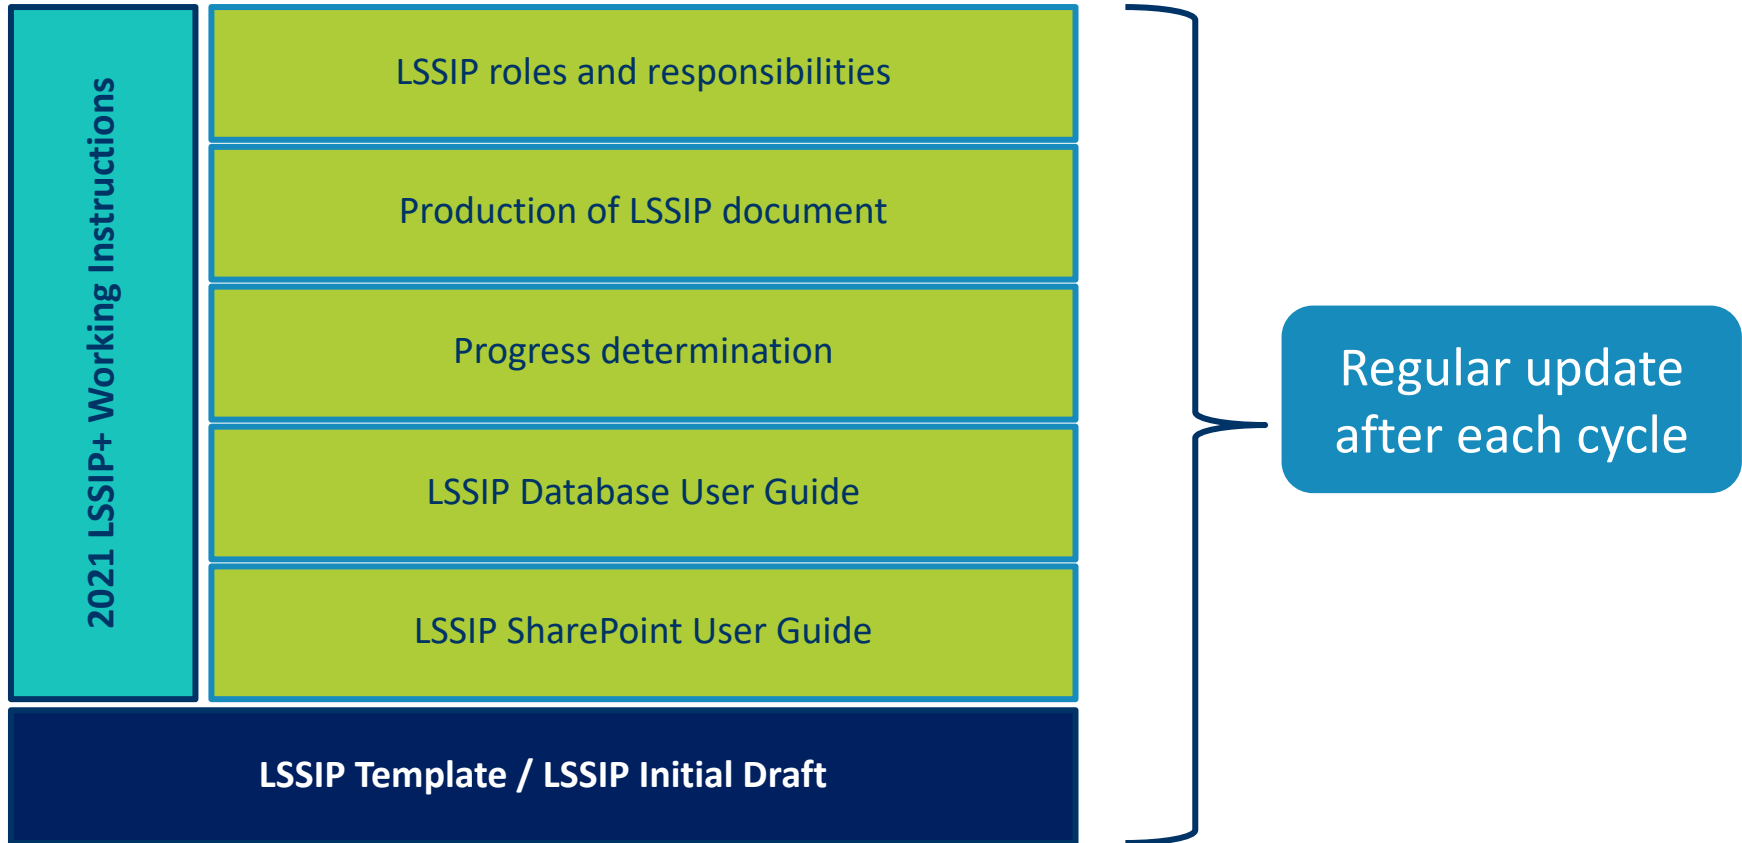 2021 LSSIP+ Working Instructions
LSSIP roles and responsibilities
Production of LSSIP document
Progress determination
LSSIP Database User Guide
LSSIP SharePoint User Guide
LSSIP Template / LSSIP Initial Draft
Regular update
after each cycle